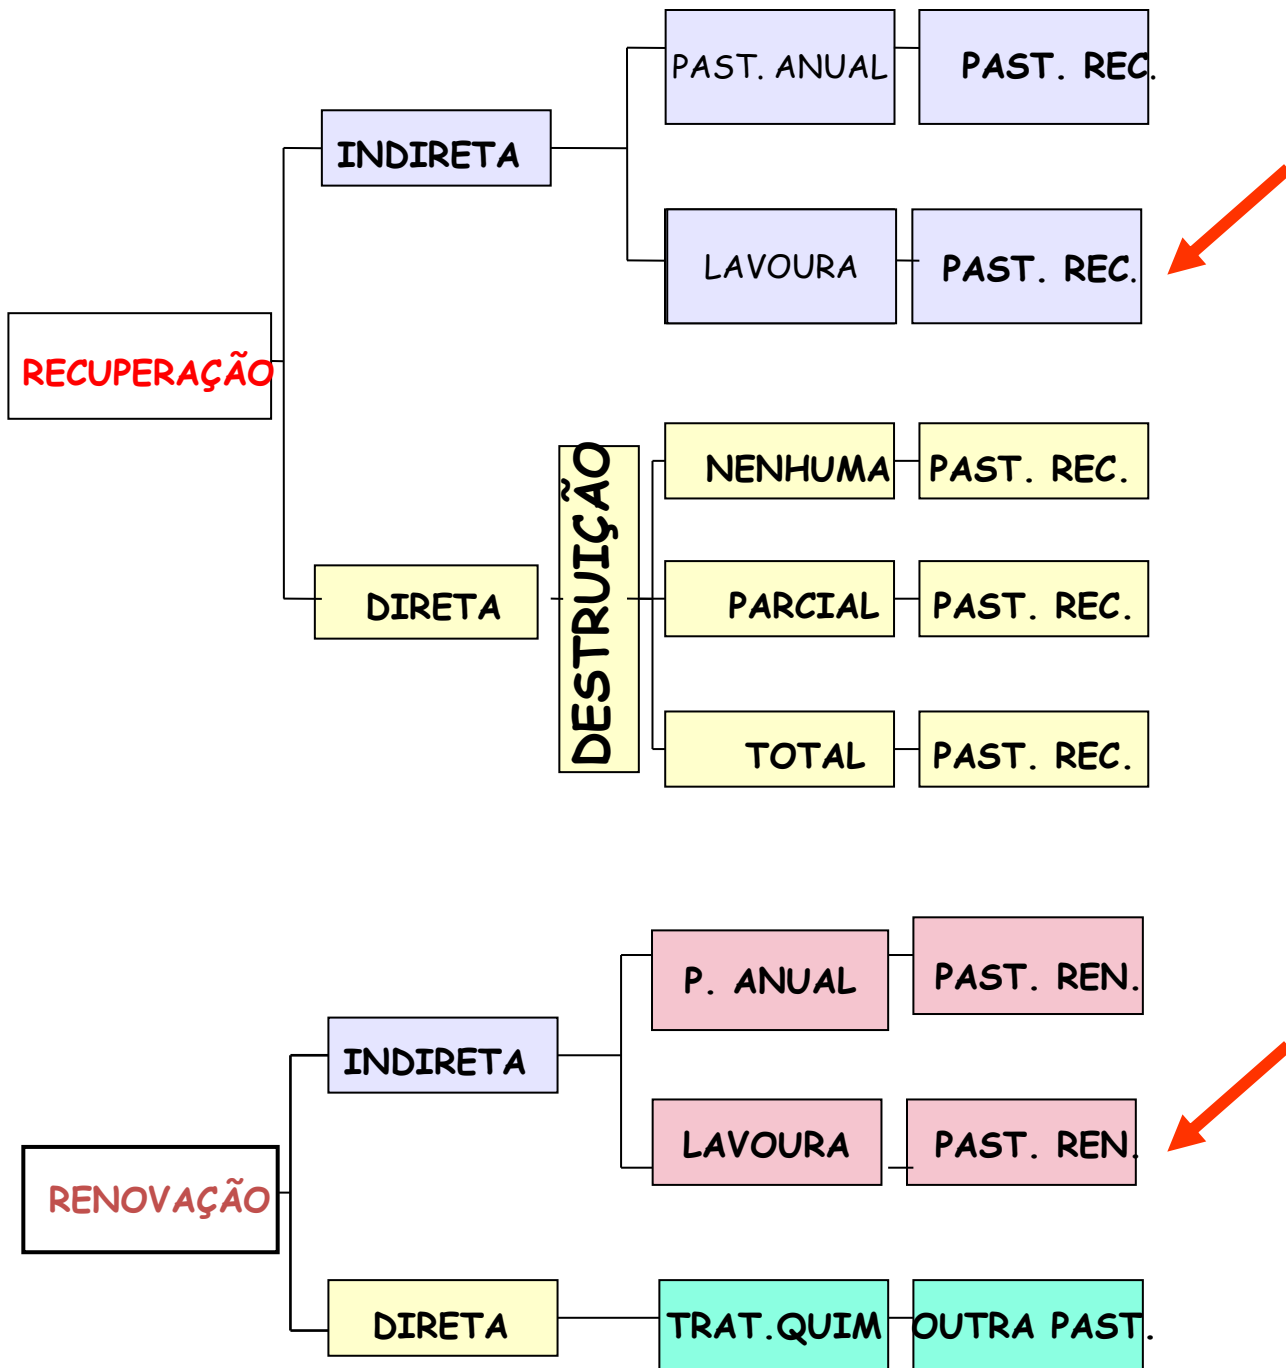 PAST. ANUAL
PAST. REC.
INDIRETA
LAVOURA
PAST. REC.
RECUPERAÇÃO
DESTRUIÇÃO
NENHUMA
PAST. REC.
DIRETA
PARCIAL
PAST. REC.
TOTAL
PAST. REC.
P. ANUAL
PAST. REN.
INDIRETA
LAVOURA
PAST. REN.
RENOVAÇÃO
DIRETA
TRAT.QUIM
OUTRA PAST.